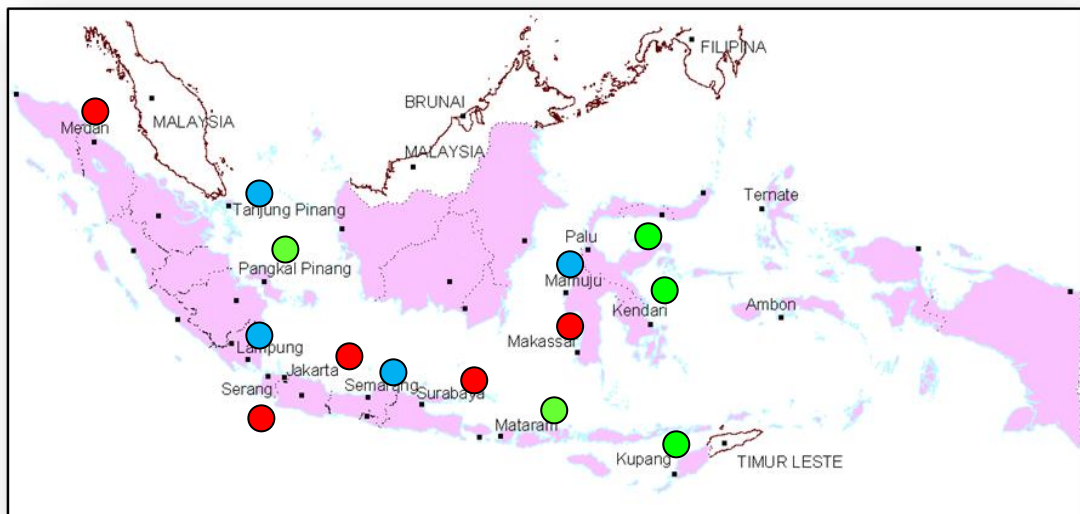 FILIPINA
BRUNAI
MALAYSIA
Medan
MALAYSIA
Tanjung Pinang
Ternate
Palu
Pangkal Pinang
Mamuju
Kendari
Ambon
Makassar
Lampung
Jakarta
Serang
Semarang
Surabaya
Mataram
Kupang
TIMUR LESTE